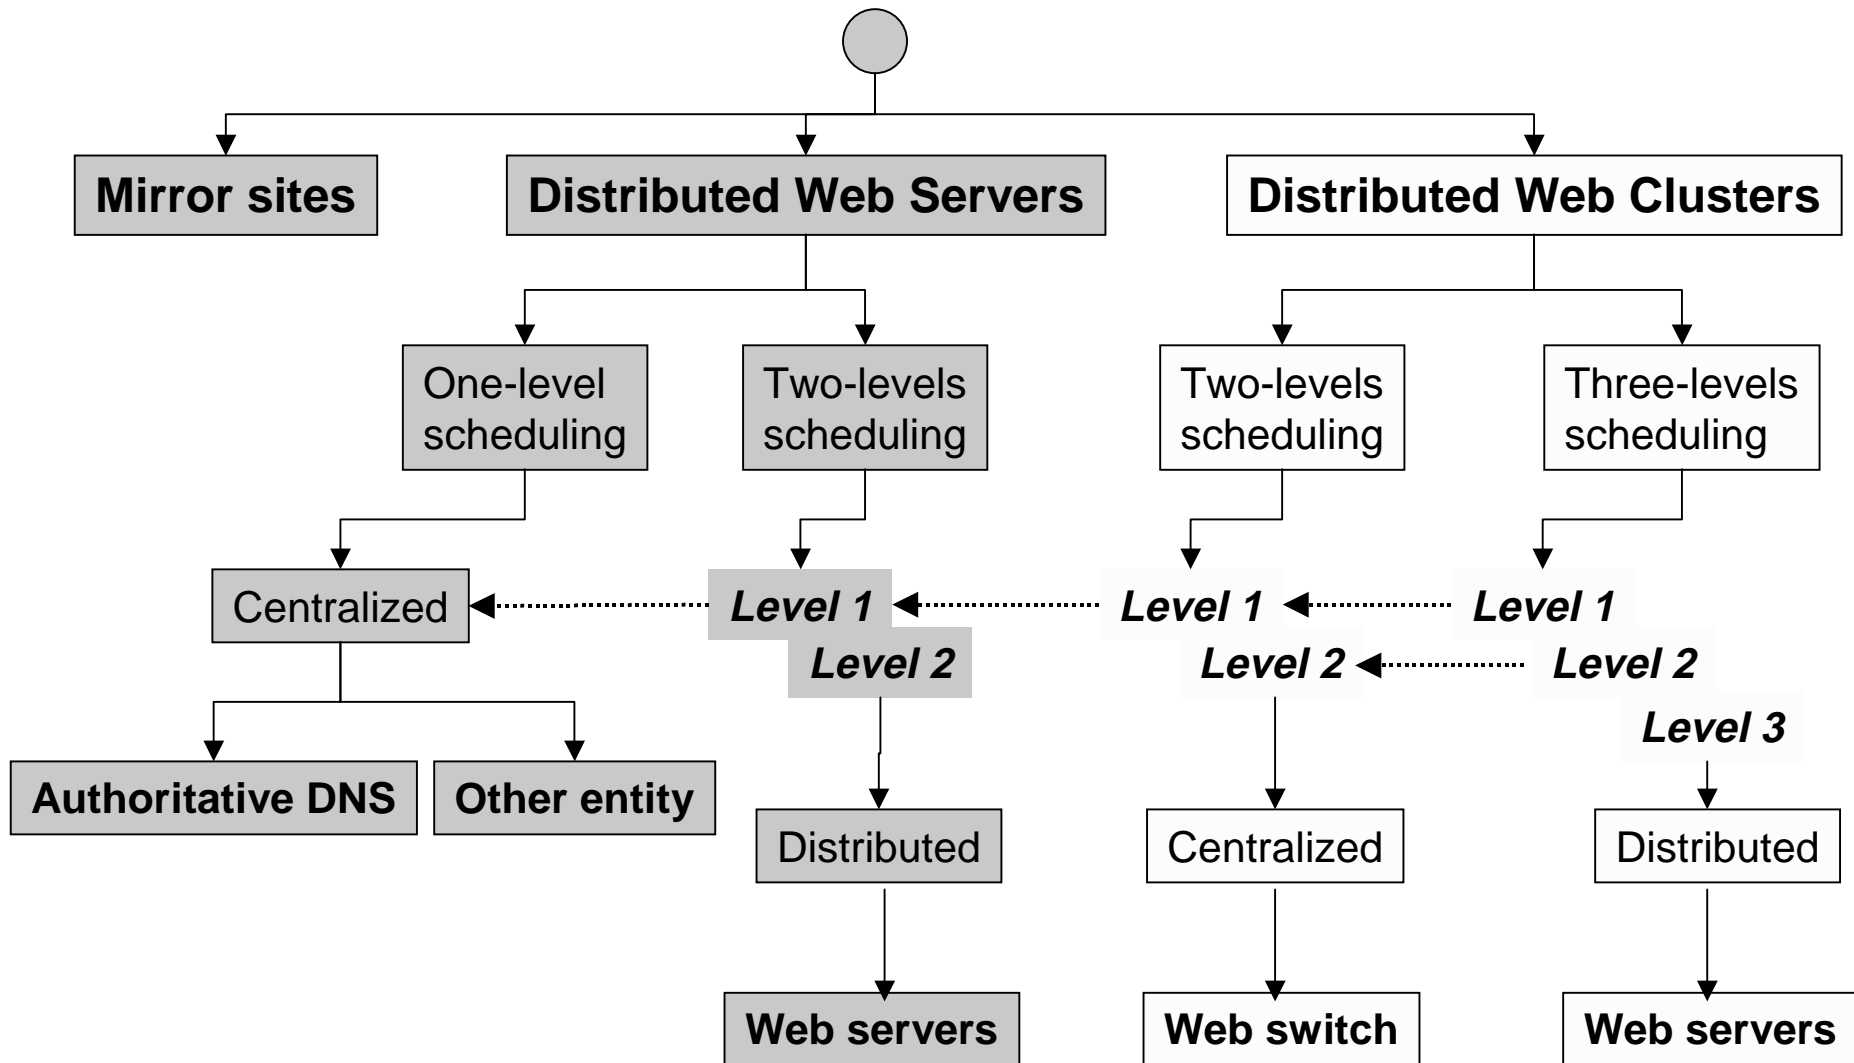 Mirror sites
Distributed Web Servers
Distributed Web Clusters
One-level
scheduling
Two-levels
scheduling
Two-levels
scheduling
Three-levels
scheduling
Centralized
Level 1
Level 1
Level 1
Level 2
Level 2
Level 2
Level 3
Authoritative DNS
Other entity
Distributed
Centralized
Distributed
Web servers
Web switch
Web servers